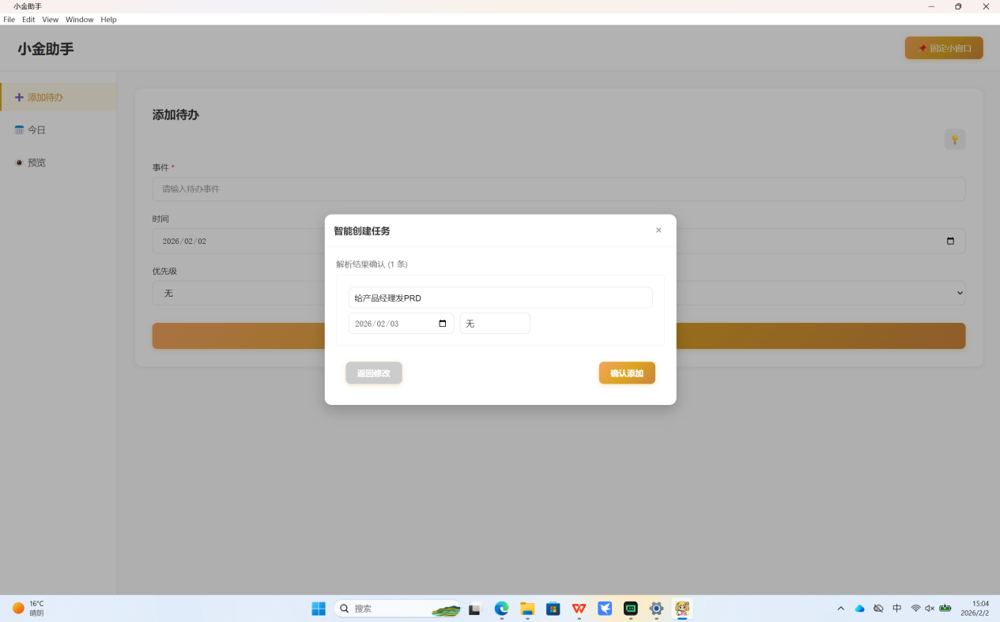 小金助手
File Edit View Window Help
小金助手
📌 固定小窗口
添加待办
今日
预览
添加待办
事件 *
请输入待办事件
时间
2026/02/02
优先级
无
智能创建任务
×
解析结果确认 (1 条)
给产品经理发PRD
2026/02/03
无
返回修改
确认添加
16°C
晴朗
搜索
中
15:04
2026/2/2